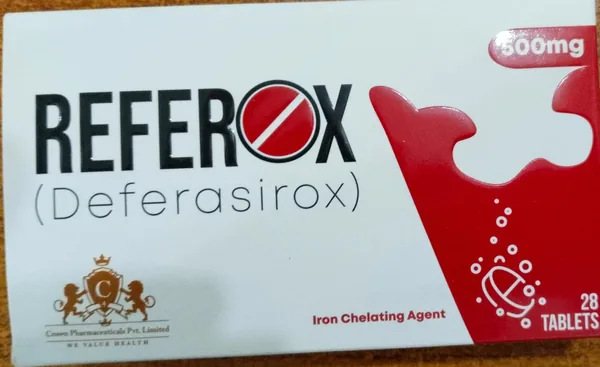 500mg
REFEROX
(Deferasirox)
C
Crown Pharmaceuticals Pvt. Limited
WE VALUE HEALTH
Iron Chelating Agent
28
TABLETS